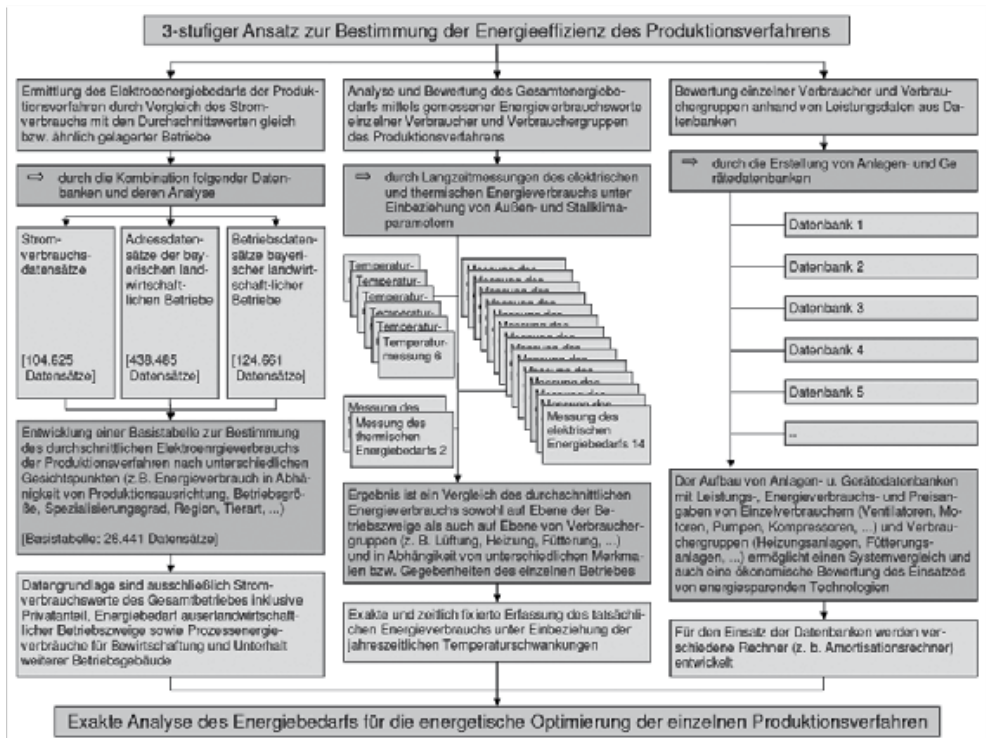 3-stufiger Ansatz zur Bestimmung der Energieeffizienz des Produktionsverfahrens
Ermittlung des Elektroenergiebedarfs der Produk-
tionsverfahren durch Vergleich des Strom-
verbrauchs mit den Durchschnittswerten gleich
bzw. ähnlich gelagerter Betriebe
⇨ durch die Kombination folgender Daten-
banken und deren Analyse
Strom-
verbrauchs-
datensätze
[104.625
Datensätze]
Adressdaten-
sätze der bay-
erischen land-
wirtschaft-
lichen Betriebe
[438.485
Datensätze]
Betriebsdaten-
sätze bayeri-
scher landwirt-
schaft-licher
Betriebe
[124.661
Datensätze]
Entwicklung einer Basistabelle zur Bestimmung
des durchschnittlichen Elektroenrgieverbrauchs
der Produktionsverfahren nach unterschiedlichen
Gesichtspunkten (z.B. Energieverbrauch in Abhä-
nigkeit von Produktionsausrichtung, Betriebsgrö-
ße, Spezialisierungsgrad, Region, Tierart, ...)
[Basistabelle: 26.441 Datensätze]
Datengrundlage sind ausschließlich Strom-
verbrauchswerte des Gesamtbetriebes inklusive
Privatanteil, Energiebedarf auserlandwirtschaft-
licher Betriebszweige sowie Prozessenergie-
verbräuche für Bewirtschaftung und Unterhalt
weiterer Betriebsgebäude
Analyse und Bewertung des Gesamtenergiebe-
darfs mittels gemessener Energieverbrauchswerte
einzelner Verbraucher und Verbrauchergruppen
des Produktionsverfahrens
⇨ durch Langzeitmessungen des elektrischen
und thermischen Energieverbrauchs unter
Einbeziehung von Außen- und Stallklima-
parametern
Temperatur-
Temperatur-
Temperatur-
Temperatur-
Temperatur-
Temperatur-
messung 6
Messung des
Messung des
thermischen
Energiebedarfs 2
Messung des
elektrischen
Energiebedarfs 14
Ergebnis ist ein Vergleich des durchschnittlichen
Energieverbrauchs sowohl auf Ebene der Be-
triebszweige als auch auf Ebene von Verbraucher-
gruppen (z. B. Lüftung, Heizung, Fütterung, ...)
und in Abhängikeit von unterschiedlichen Merkma-
len bzw. Gegebenheiten des einzelnen Betriebes
Exakte und zeitlich fixierte Erfassung des tatsächli-
chen Energieverbrauchs unter Einbeziehung der
jahreszeitlichen Temperaturschwankungen
Bewertung einzelner Verbraucher und Verbrau-
chergruppen anhand von Leistungsdaten aus Da-
tenbanken
⇨ durch die Erstellung von Anlagen- und Ge
rätedatenbanken
Datenbank 1
Datenbank 2
Datenbank 3
Datenbank 4
Datenbank 5
...
Der Aufbau von Anlagen- u. Gerätedatenbanken
mit Leistungs-, Energieverbrauchs- und Preisan-
gaben von Einzelverbrauchern (Ventilatoren, Mo-
toren, Pumpen, Kompressoren, ...) und Verbrau-
chergruppen (Heizungsanlagen, Fütterungs-
anlagen, ...) ermöglicht einen Systemvergleich und
auch eine ökonomische Bewertung des Einsatzes
von energiesparenden Technologien
Für den Einsatz der Datenbanken werden ver-
schiedene Rechner (z. b. Amortisationsrechner)
entwickelt
Exakte Analyse des Energiebedarfs für die energetische Optimierung der einzelnen Produktionsverfahren